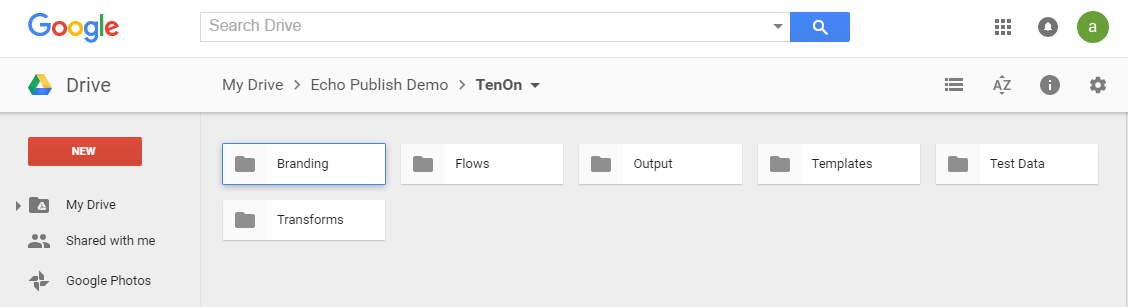 Google
Search Drive
a
Drive
My Drive > Echo Publish Demo > TenOn
AZ
NEW
Branding
Flows
Output
Templates
Test Data
My Drive
Transforms
Shared with me
Google Photos